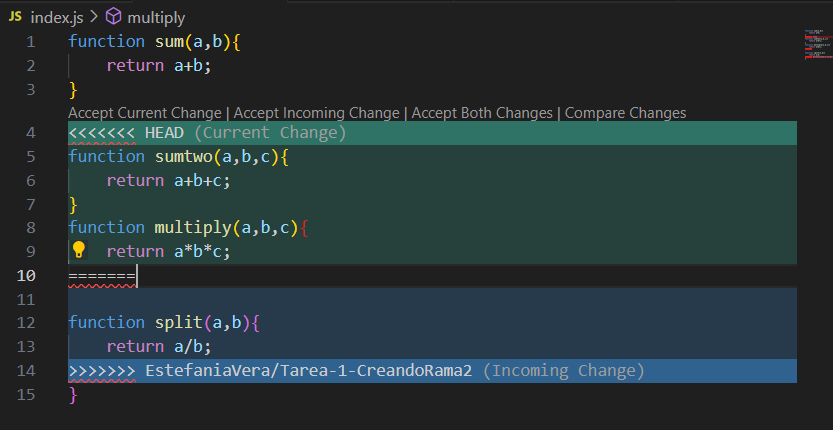 JS index.js > multiply
1 function sum(a,b){
2 return a+b;
3 }
Accept Current Change | Accept Incoming Change | Accept Both Changes | Compare Changes
4 <<<<<<< HEAD (Current Change)
5 function sumtwo(a,b,c){
6 return a+b+c;
7 }
8 function multiply(a,b,c){
9 return a*b*c;
10 =======
11
12 function split(a,b){
13 return a/b;
14 >>>>>>> EstefaniaVera/Tarea-1-CreandoRama2 (Incoming Change)
15 }